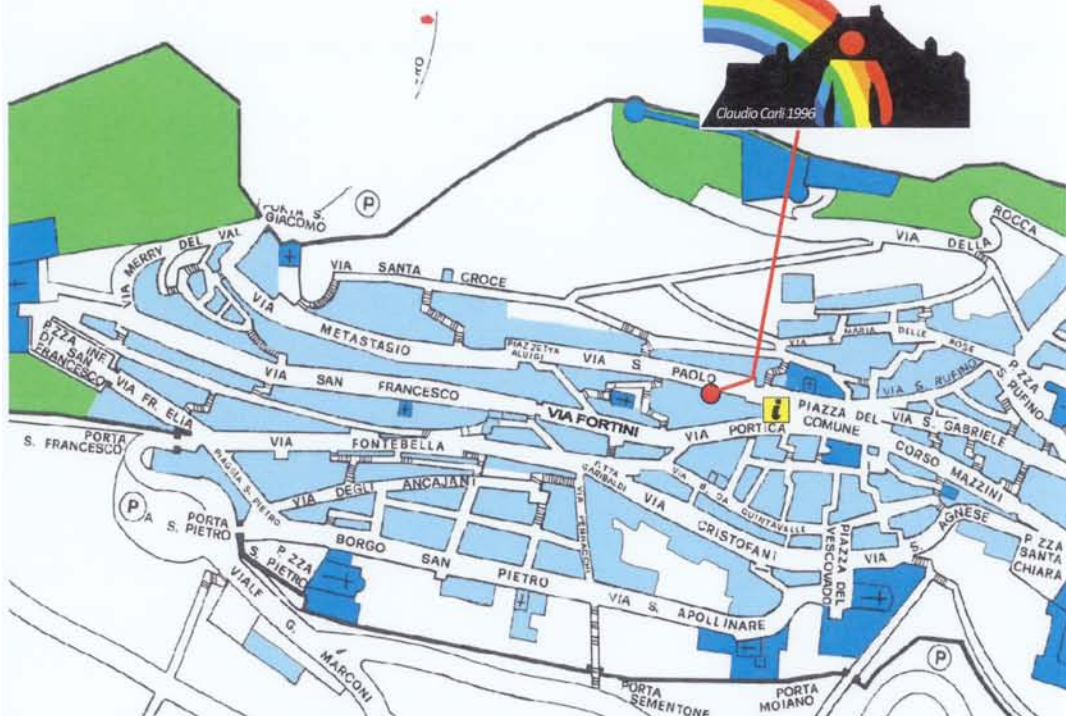 Claudio Carli 1996
P
PORTA S.
GIACOMO
VIA MERRY DEL VAL
VIA SANTA CROCE
VIA DELLA ROCCA
VIA METASTASIO
PIAZZETTA
ALUIGI
VIA S. PAOLO
VIA S. MARIA DELLE ROSE
P.ZZA INF.
DI SAN
FRANCESCO
VIA SAN FRANCESCO
VIA FR. ELIA
VIA FORTINI
i
VIA PORTICA
PIAZZA DEL
COMUNE
VIA S. RUFINO
P.ZZA
S. RUFINO
VIA S. GABRIELE
CORSO MAZZINI
PORTA
S. FRANCESCO
VIA FONTEBELLA
PIAGGIA S. PIETRO
VIA DEGLI ANCAJANI
P.TTA
GARIBALDI
VIA B. DA QUINTAVALLE
VIA CRISTOFANI
P
PORTA
S. PIETRO
BORGO SAN PIETRO
P.ZZA
S. PIETRO
PIAZZA DEL
VESCOVADO
VIA S. AGNESE
P.ZZA
SANTA
CHIARA
VIA S. APOLLINARE
VIALE G. MARCONI
PORTA
SEMENTONE
PORTA
MOIANO
P